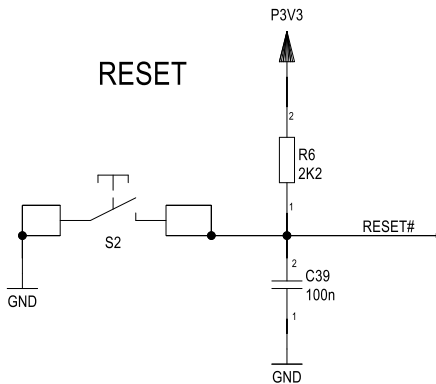 P3V3
RESET
2
R6
2K2
1
RESET#
S2
2
C39
100n
1
GND
GND